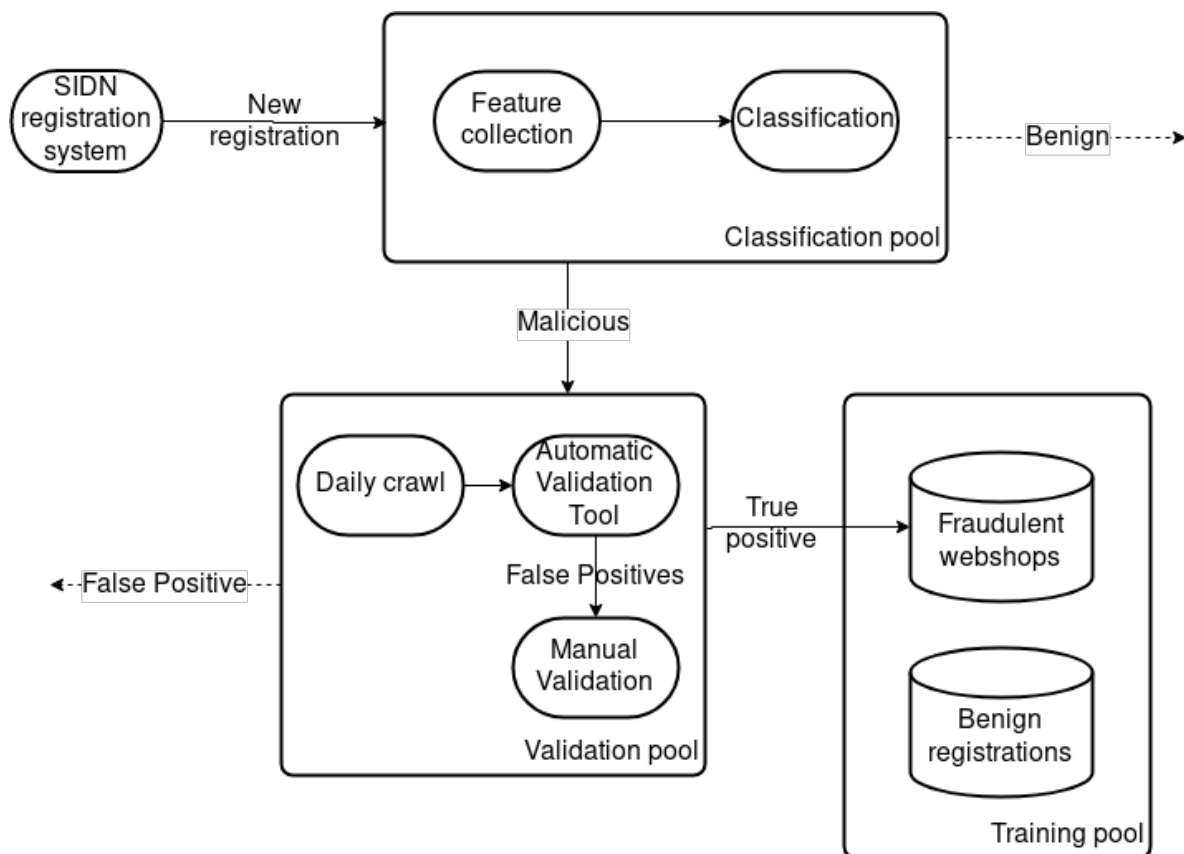 SIDN
registration
system
New
registration
Feature
collection
Classification
Benign
Classification pool
Malicious
Daily crawl
Automatic
Validation
Tool
True
positive
Fraudulent
webshops
False Positives
False Positive
Manual
Validation
Validation pool
Benign
registrations
Training pool